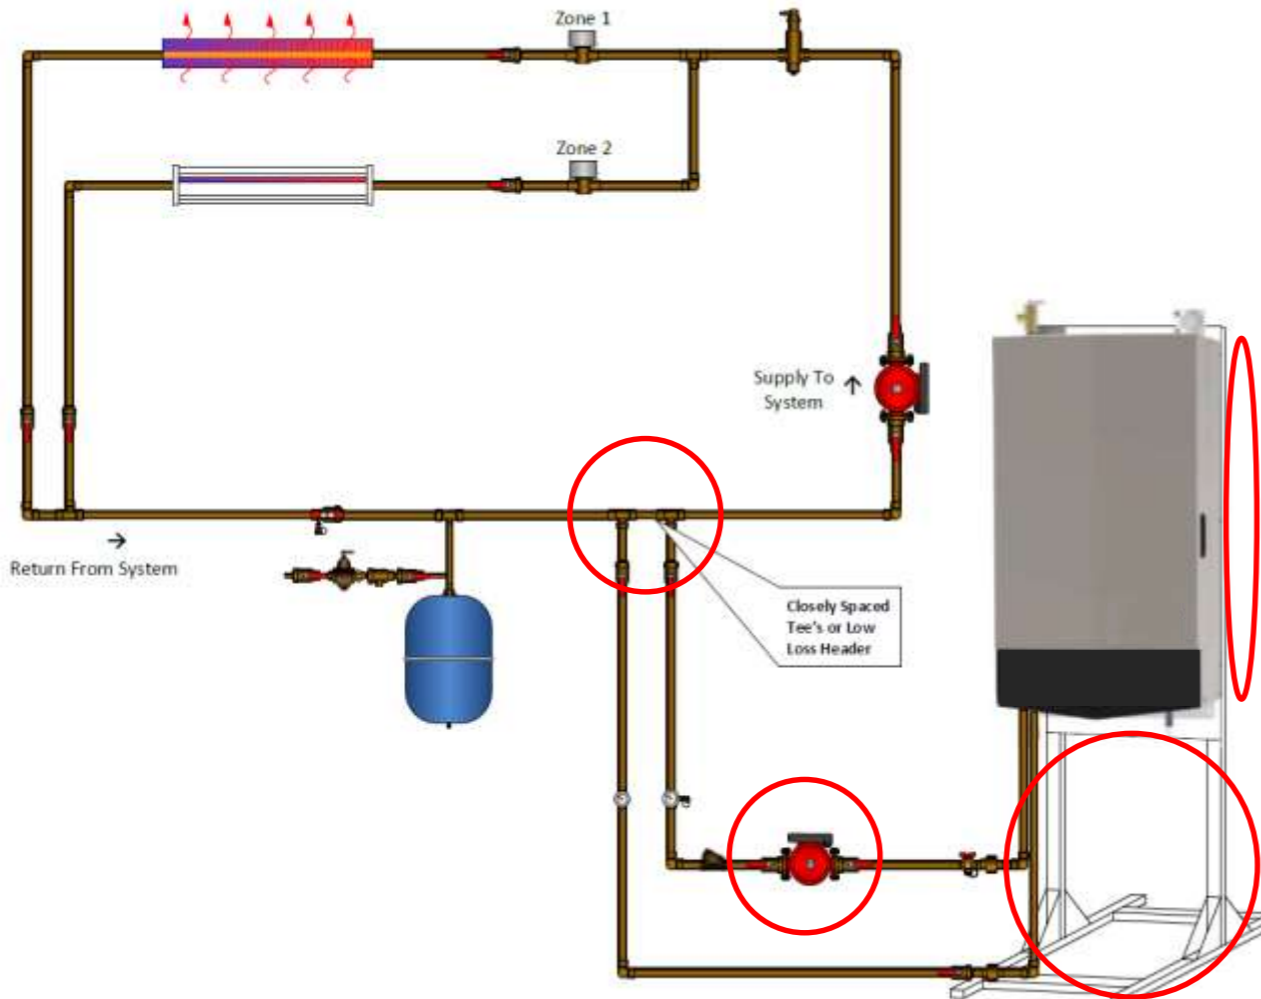 Zone 1
Zone 2
Supply To
System
Return From System
Closely Spaced
Tee's or Low
Loss Header